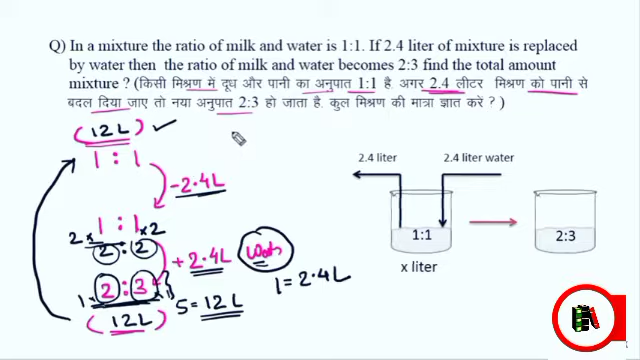 Q) In a mixture the ratio of milk and water is 1:1. If 2.4 liter of mixture is replaced
by water then the ratio of milk and water becomes 2:3 find the total amount
mixture ? (किसी मिश्रण में दूध और पानी का अनुपात 1:1 है. अगर 2.4 लीटर मिश्रण को पानी से
बदल दिया जाए तो नया अनुपात 2:3 हो जाता है. कुल मिश्रण की मात्रा ज्ञात करें ? )
(12L) ✓
1 : 1
-2.4L
2× 1 : 1 ×2
2 : 2
+2.4L
1× 2 : 3 ×1
(12L)
5 = 12L
1 = 2.4L
2.4 liter
2.4 liter water
1:1
x liter
2:3